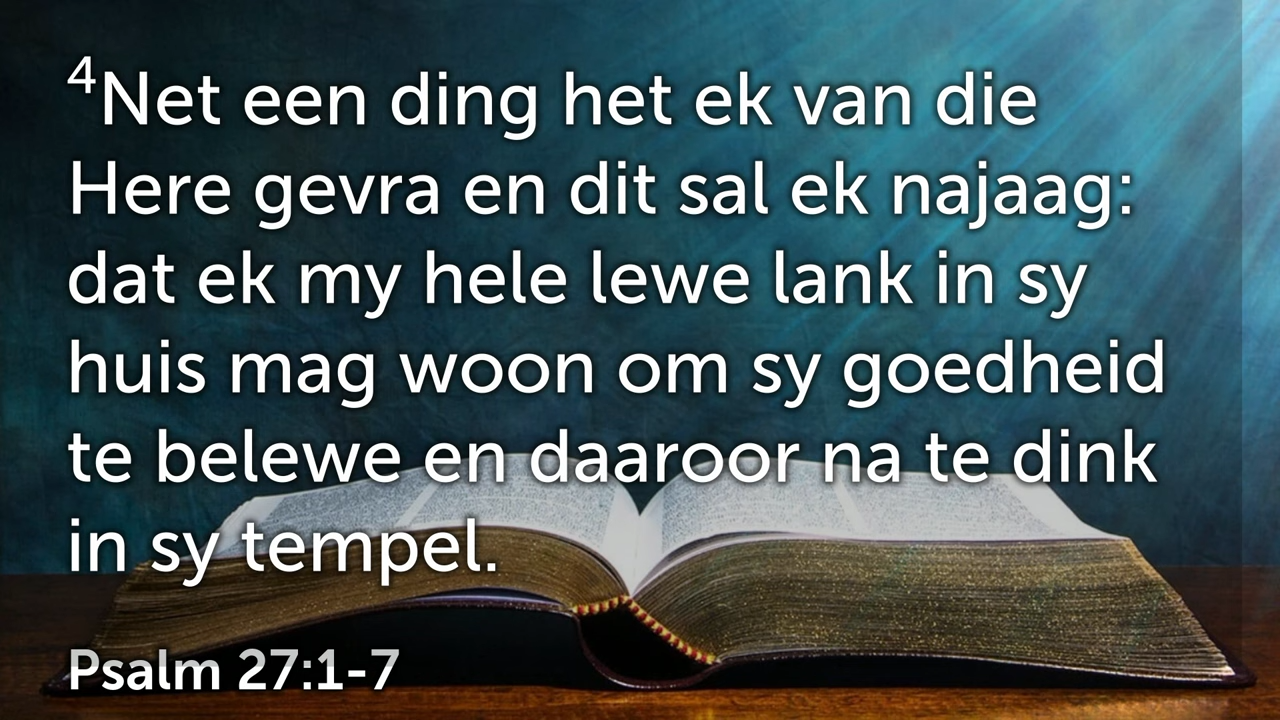 ⁴Net een ding het ek van die
Here gevra en dit sal ek najaag:
dat ek my hele lewe lank in sy
huis mag woon om sy goedheid
te belewe en daaroor na te dink
in sy tempel.
Psalm 27:1-7